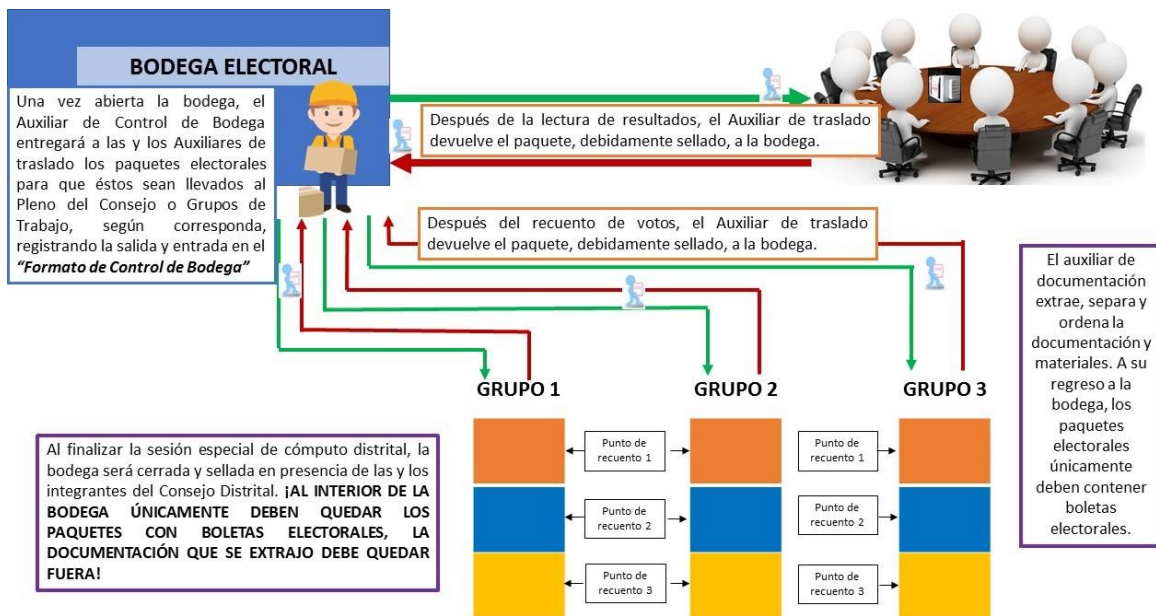 BODEGA ELECTORAL
Una vez abierta la bodega, el
Auxiliar de Control de Bodega
entregará a las y los Auxiliares de
traslado los paquetes electorales
para que éstos sean llevados al
Pleno del Consejo o Grupos de
Trabajo, según corresponda,
registrando la salida y entrada en el
“Formato de Control de Bodega”
Después de la lectura de resultados, el Auxiliar de traslado
devuelve el paquete, debidamente sellado, a la bodega.
Después del recuento de votos, el Auxiliar de traslado
devuelve el paquete, debidamente sellado, a la bodega.
El auxiliar de
documentación
extrae, separa y
ordena la
documentación y
materiales. A su
regreso a la
bodega, los
paquetes
electorales
únicamente
deben contener
boletas
electorales.
GRUPO 1
GRUPO 2
GRUPO 3
Punto de
recuento 1
Punto de
recuento 1
Punto de
recuento 2
Punto de
recuento 2
Punto de
recuento 3
Punto de
recuento 3
Al finalizar la sesión especial de cómputo distrital, la
bodega será cerrada y sellada en presencia de las y los
integrantes del Consejo Distrital. ¡AL INTERIOR DE LA
BODEGA ÚNICAMENTE DEBEN QUEDAR LOS
PAQUETES CON BOLETAS ELECTORALES, LA
DOCUMENTACIÓN QUE SE EXTRAJO DEBE QUEDAR
FUERA!